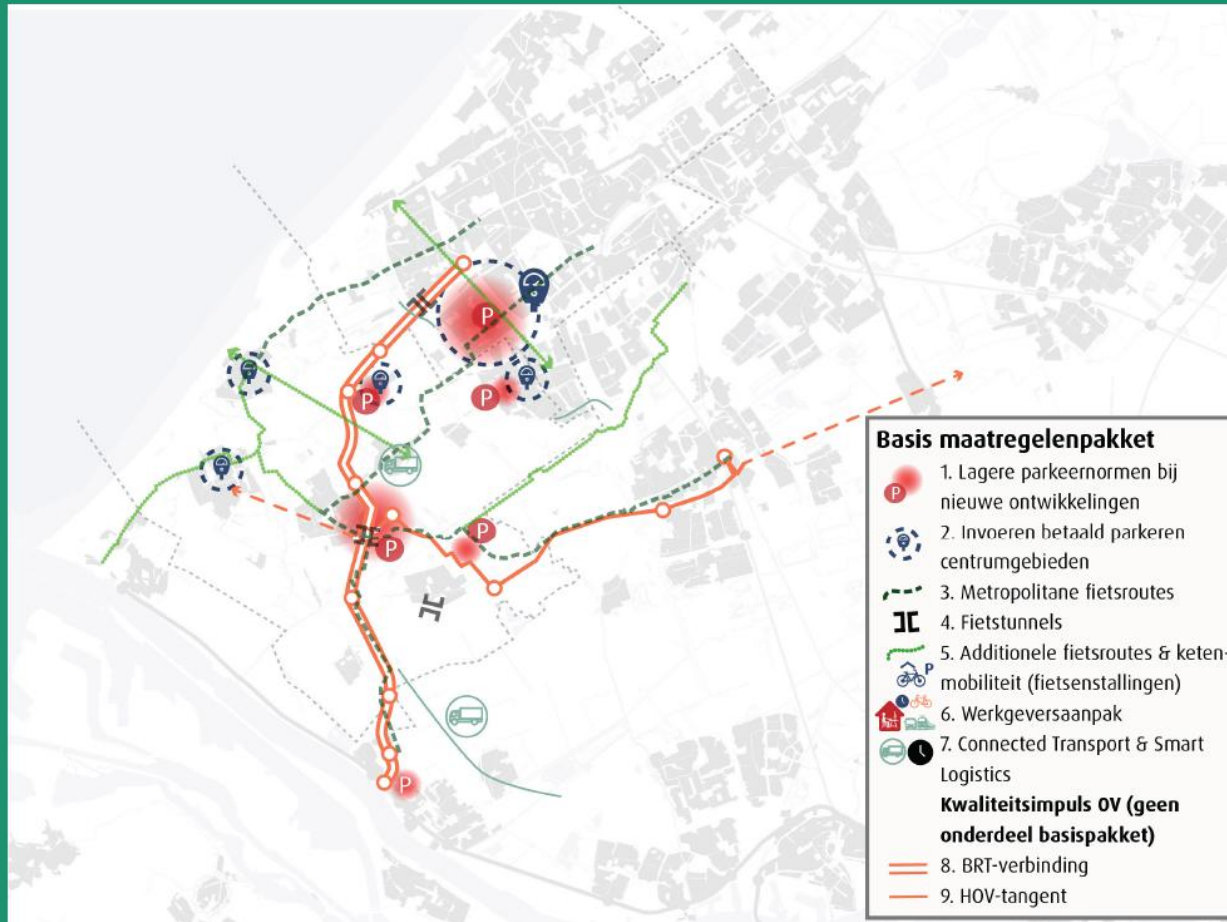 P
P
P
P
P
P
Basis maatregelenpakket
P
1. Lagere parkeernormen bij
nieuwe ontwikkelingen
2. Invoeren betaald parkeren
centrumgebieden
3. Metropolitane fietsroutes
4. Fietstunnels
5. Additionele fietsroutes & keten-
P
mobiliteit (fietsenstallingen)
6. Werkgeversaanpak
7. Connected Transport & Smart
Logistics
Kwaliteitsimpuls OV (geen
onderdeel basispakket)
8. BRT-verbinding
9. HOV-tangent